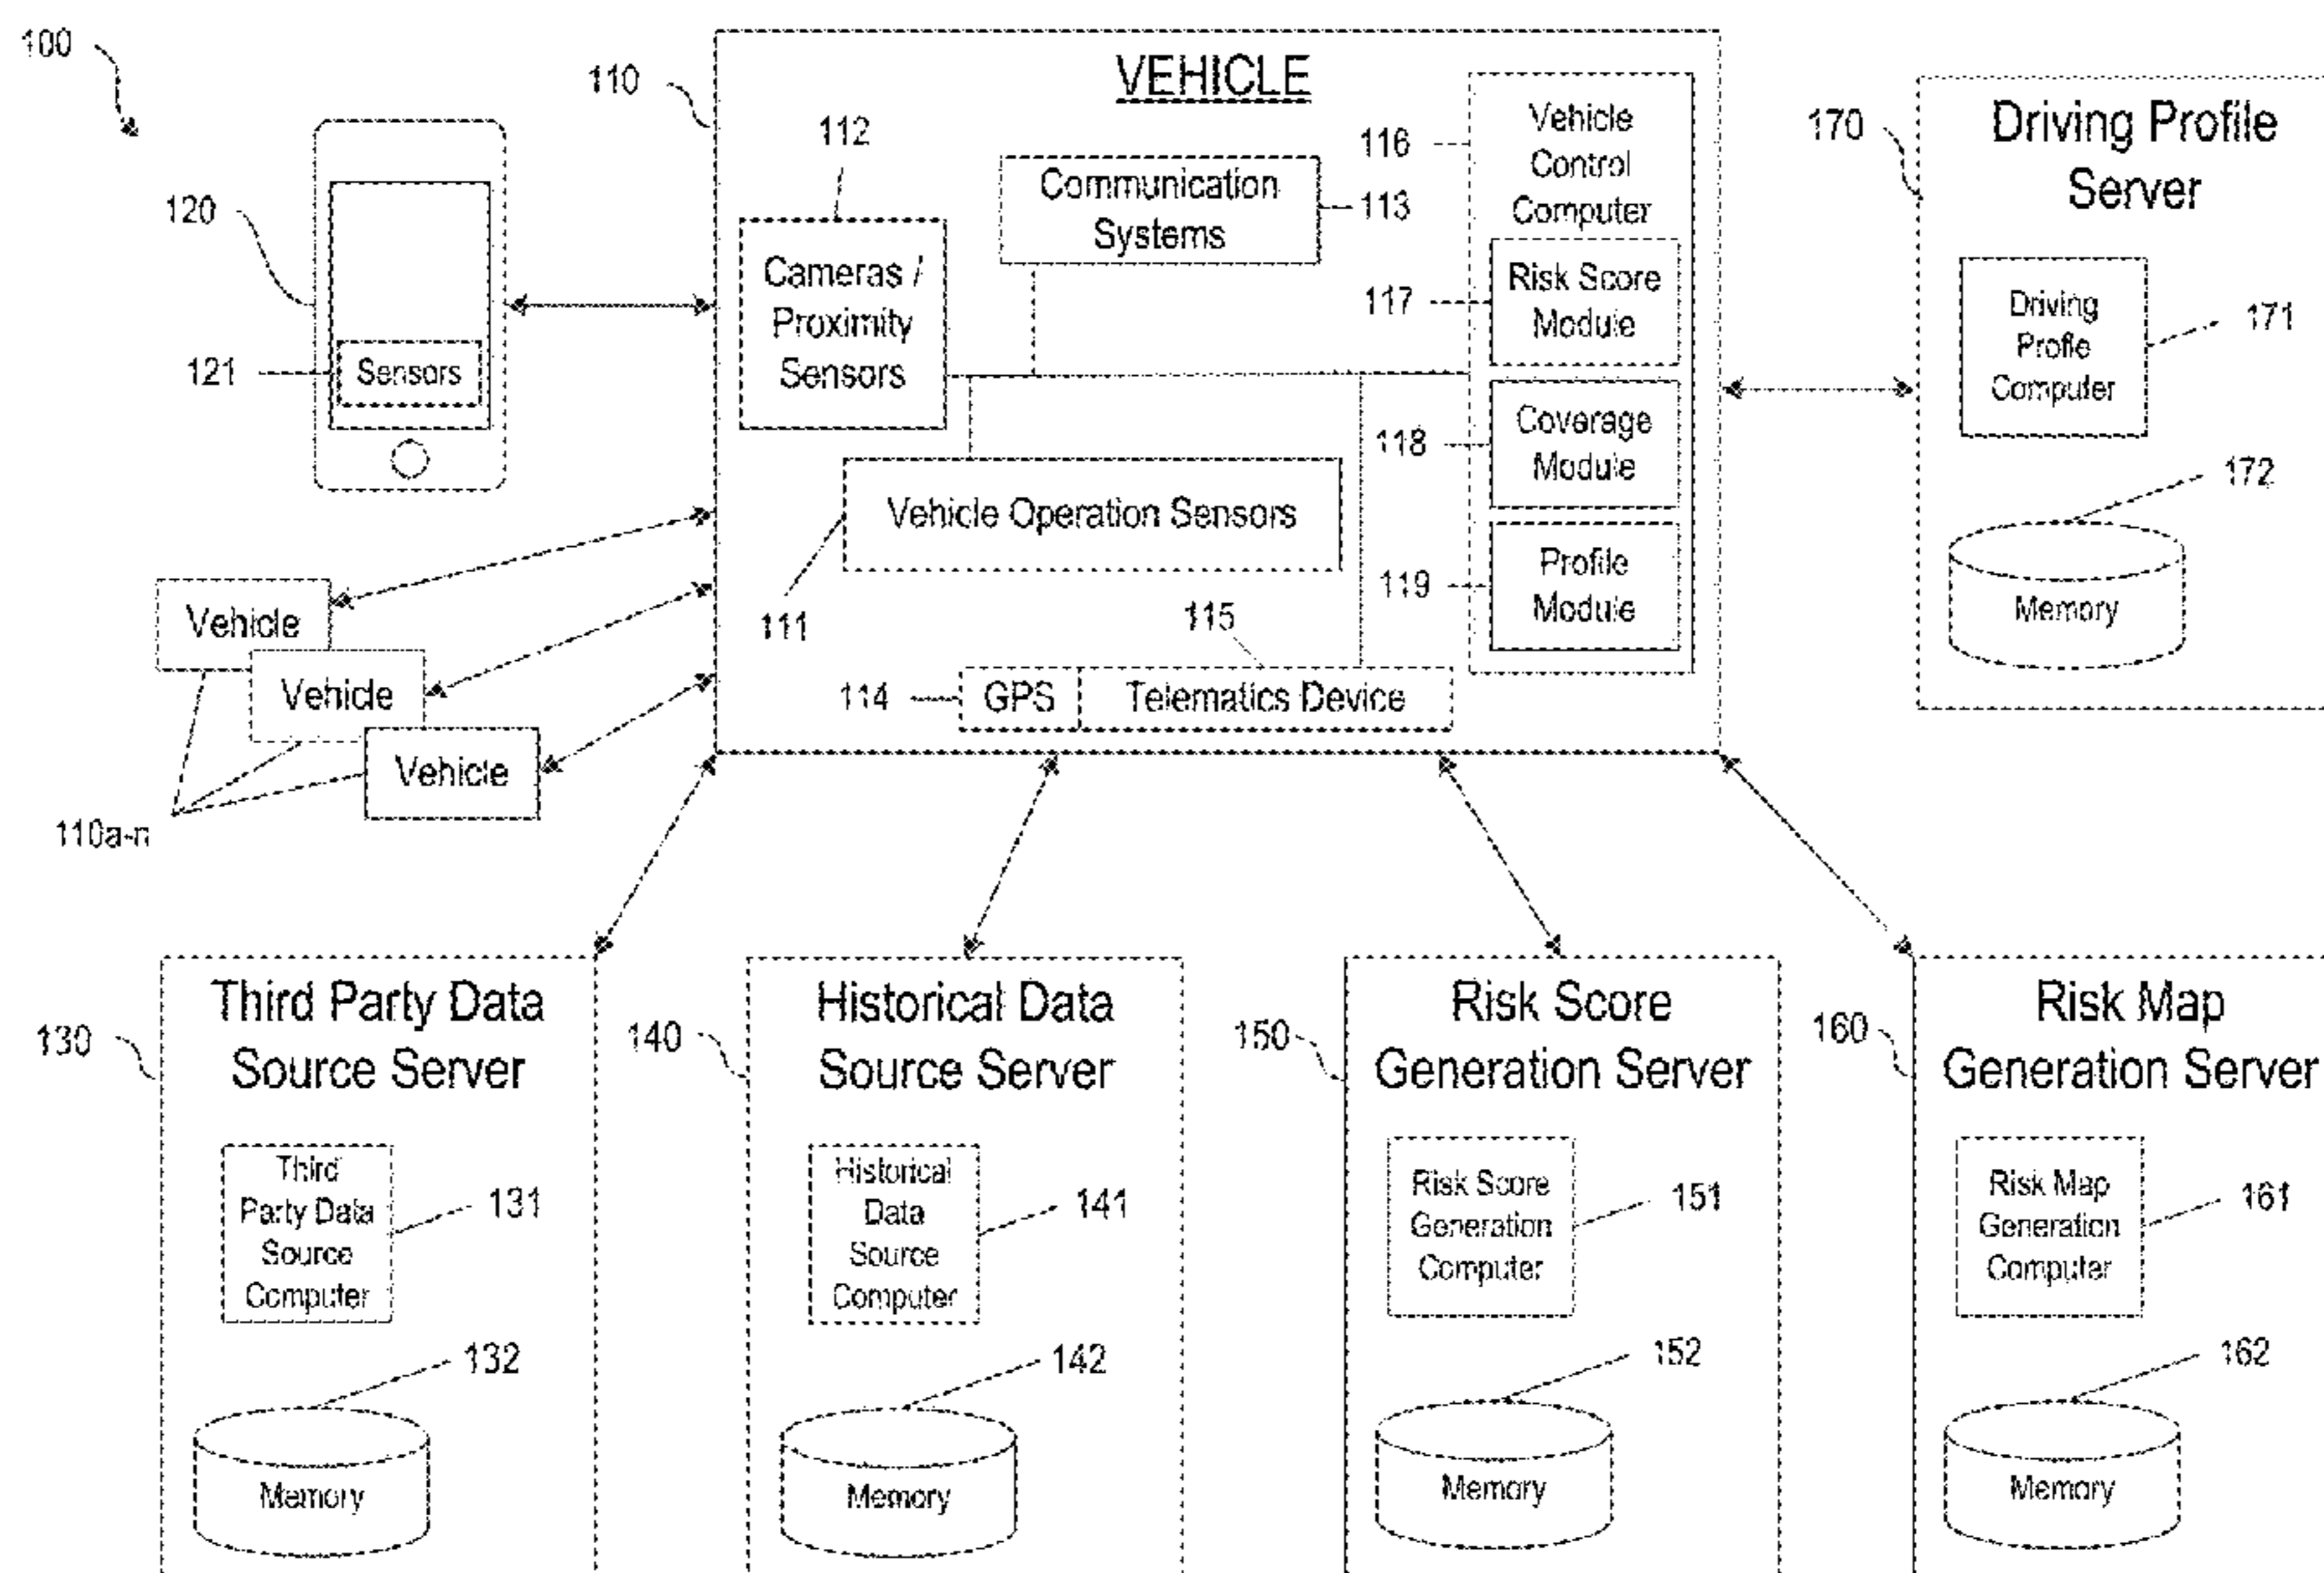 100
110
VEHICLE
112
Communication
Systems
113
116
Vehicle
Control
Computer
170
Driving Profile
Server
120
Cameras /
Proximity
Sensors
117
Risk Score
Module
Driving
Profile
Computer
171
121
Sensors
118
Coverage
Module
172
Vehicle Operation Sensors
111
119
Profile
Module
Memory
115
114
GPS
Telematics Device
Vehicle
Vehicle
Vehicle
110a-n
130
Third Party Data
Source Server
140
Historical Data
Source Server
150
Risk Score
Generation Server
160
Risk Map
Generation Server
Third
Party Data
Source
Computer
131
Historical
Data
Source
Computer
141
Risk Score
Generation
Computer
151
Risk Map
Generation
Computer
161
132
Memory
142
Memory
152
Memory
162
Memory